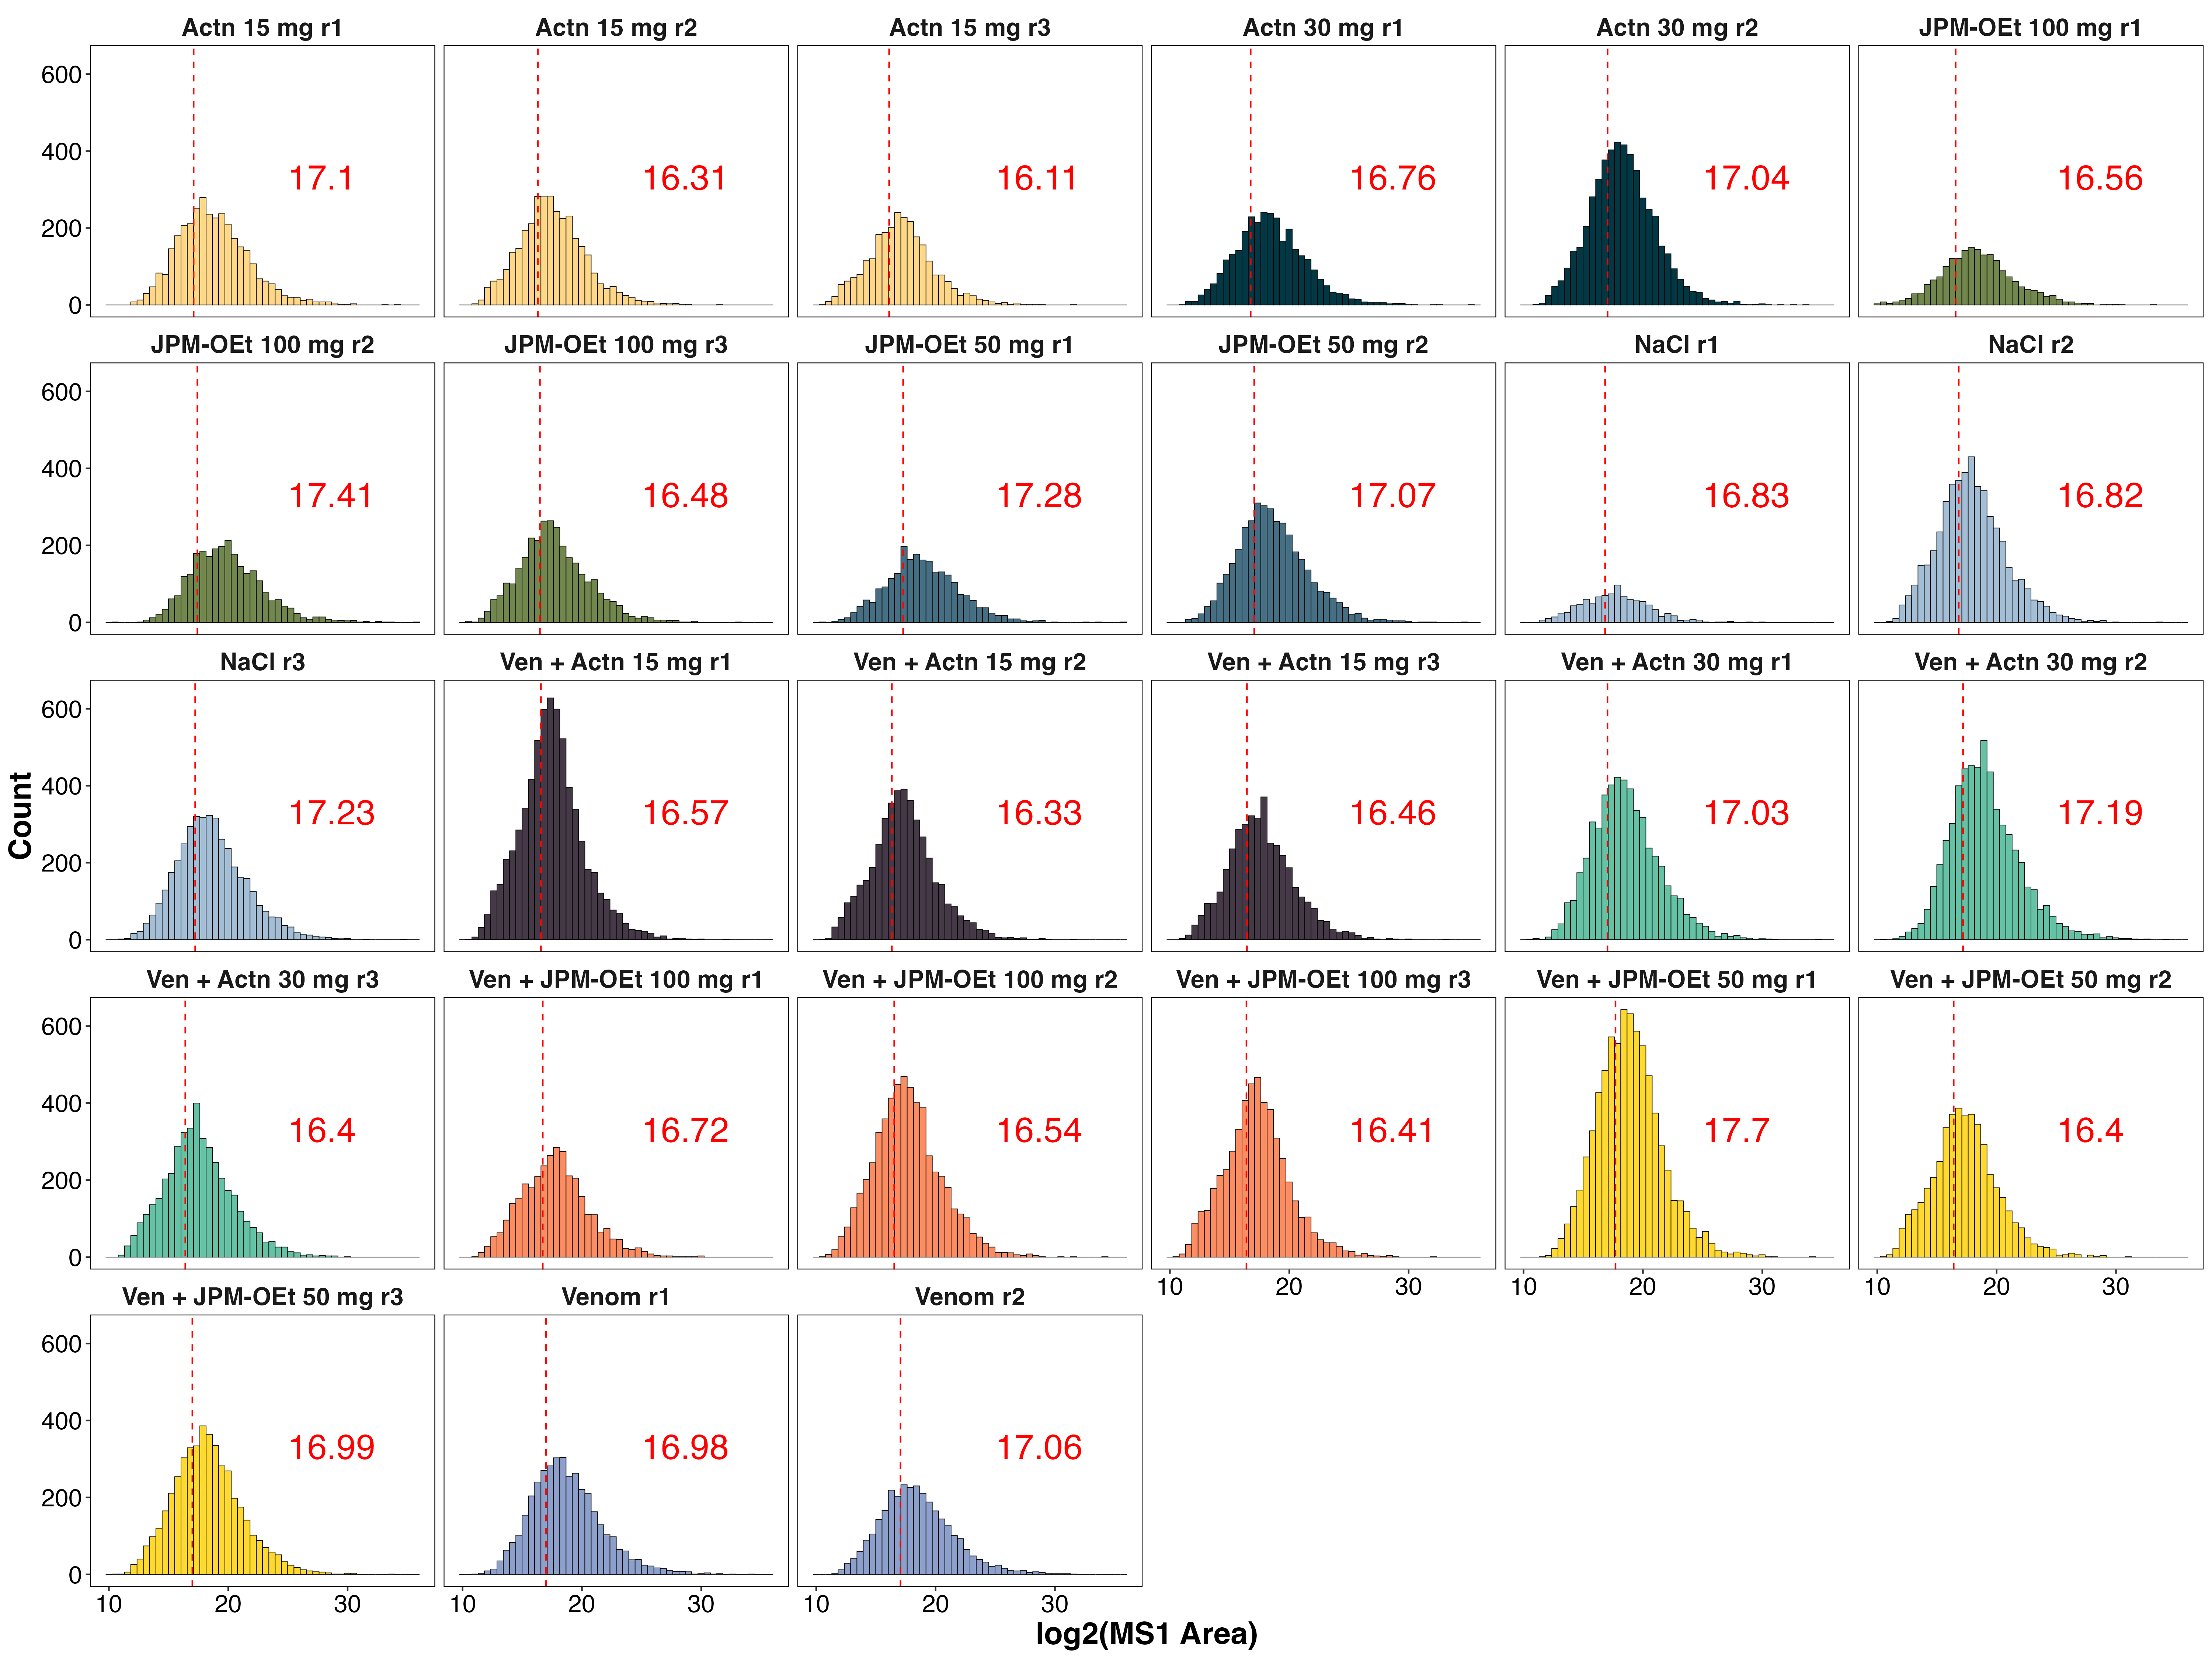 Actn 15 mg r1 Actn 15 mg r2 Actn 15 mg r3 Actn 30 mg r1 Actn 30 mg r2 JPM-OEt 100 mg r1
600
400
17.1 16.31 16.11 16.76 17.04 16.56
200
0
JPM-OEt 100 mg r2 JPM-OEt 100 mg r3 JPM-OEt 50 mg r1 JPM-OEt 50 mg r2 NaCl r1 NaCl r2
600
400
17.41 16.48 17.28 17.07 16.83 16.82
200
0
NaCl r3 Ven + Actn 15 mg r1 Ven + Actn 15 mg r2 Ven + Actn 15 mg r3 Ven + Actn 30 mg r1 Ven + Actn 30 mg r2
600
400
17.23 16.57 16.33 16.46 17.03 17.19
200
0
Count
Ven + Actn 30 mg r3 Ven + JPM-OEt 100 mg r1 Ven + JPM-OEt 100 mg r2 Ven + JPM-OEt 100 mg r3 Ven + JPM-OEt 50 mg r1 Ven + JPM-OEt 50 mg r2
600
400
16.4 16.72 16.54 16.41 17.7 16.4
200
0
10 20 30 10 20 30 10 20 30
Ven + JPM-OEt 50 mg r3 Venom r1 Venom r2
600
400
16.99 16.98 17.06
200
0
10 20 30 10 20 30 10 20 30
log2(MS1 Area)